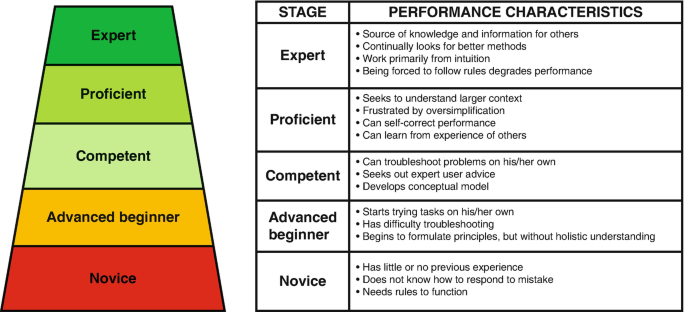 Expert
Proficient
Competent
Advanced beginner
Novice
STAGE
PERFORMANCE CHARACTERISTICS
Expert
• Source of knowledge and information for others
• Continually looks for better methods
• Work primarily from intuition
• Being forced to follow rules degrades performance
Proficient
• Seeks to understand larger context
• Frustrated by oversimplification
• Can self-correct performance
• Can learn from experience of others
Competent
• Can troubleshoot problems on his/her own
• Seeks out expert user advice
• Develops conceptual model
Advanced
beginner
• Starts trying tasks on his/her own
• Has difficulty troubleshooting
• Begins to formulate principles, but without holistic understanding
Novice
• Has little or no previous experience
• Does not know how to respond to mistake
• Needs rules to function